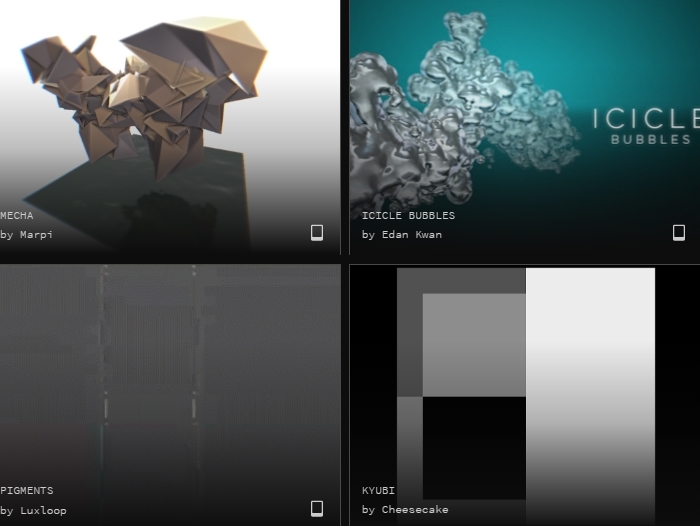 MECHA
by Marpi
ICICLE
BUBBLES
ICICLE BUBBLES
by Edan Kwan
PIGMENTS
by Luxloop
KYUBI
by Cheesecake